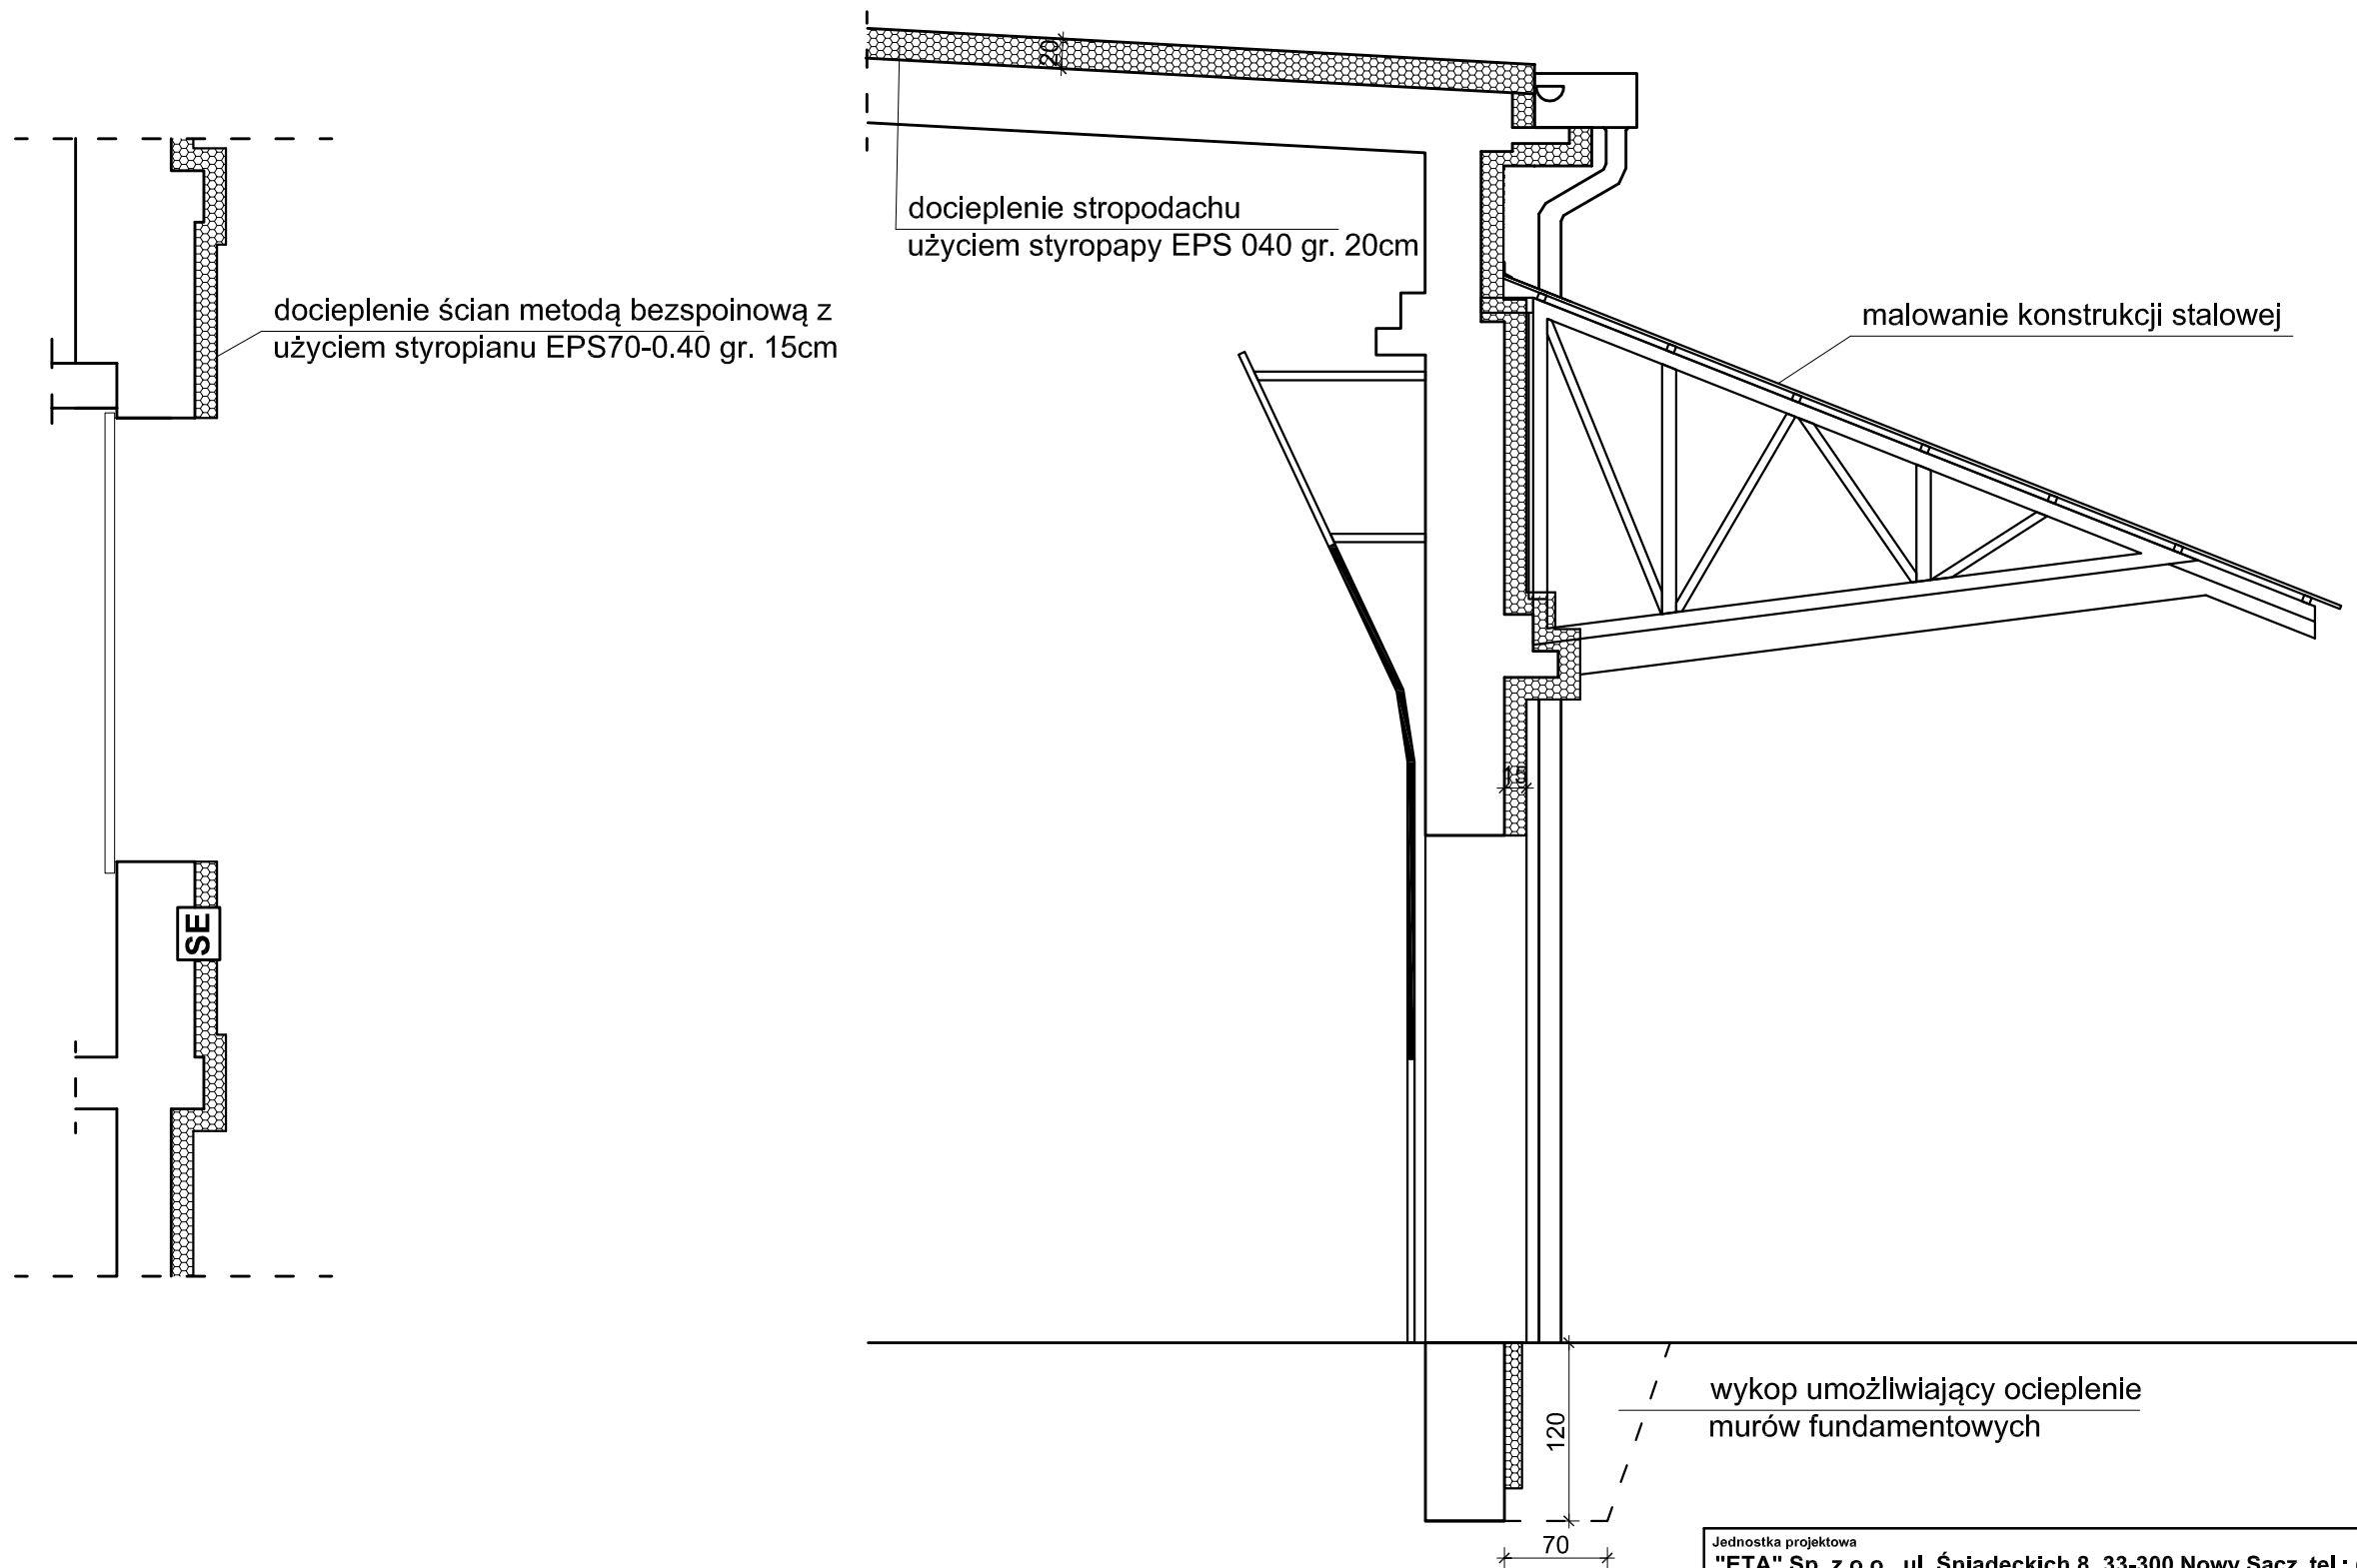 20
docieplenie stropodachu
użyciem styropapy EPS 040 gr. 20cm
docieplenie ścian metodą bezspoinową z
użyciem styropianu EPS70-0.40 gr. 15cm
malowanie konstrukcji stalowej
15
SE
wykop umożliwiający ocieplenie
murów fundamentowych
120
70
Jednostka projektowa
"ETA" Sp. z o.o., ul. Śniadeckich 8, 33-300 Nowy Sącz, tel.: